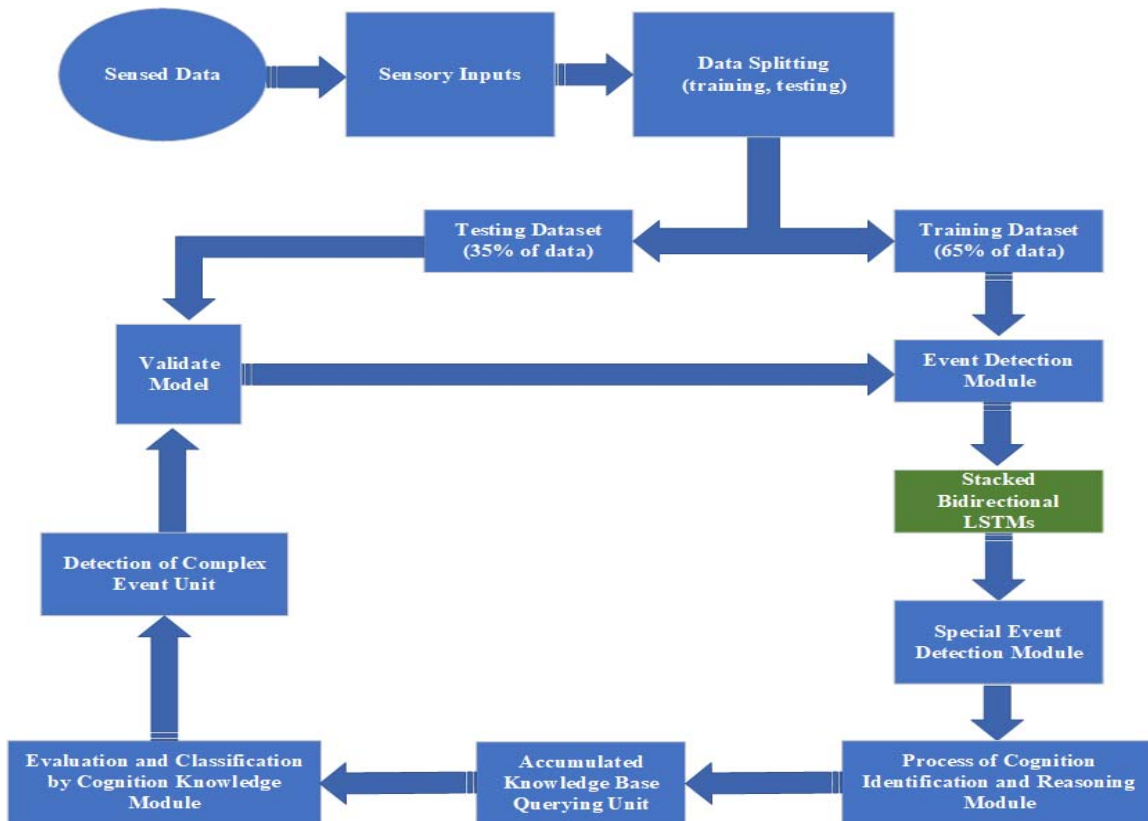 Sensed Data
Sensory Inputs
Data Splitting
(training, testing)
Testing Dataset
(35% of data)
Training Dataset
(65% of data)
Validate
Model
Event Detection
Module
Stacked
Bidirectional
LSTMs
Detection of Complex
Event Unit
Special Event
Detection Module
Evaluation and Classification
by Cognition Knowledge
Module
Accumulated
Knowledge Base
Querying Unit
Process of Cognition
Identification and Reasoning
Module